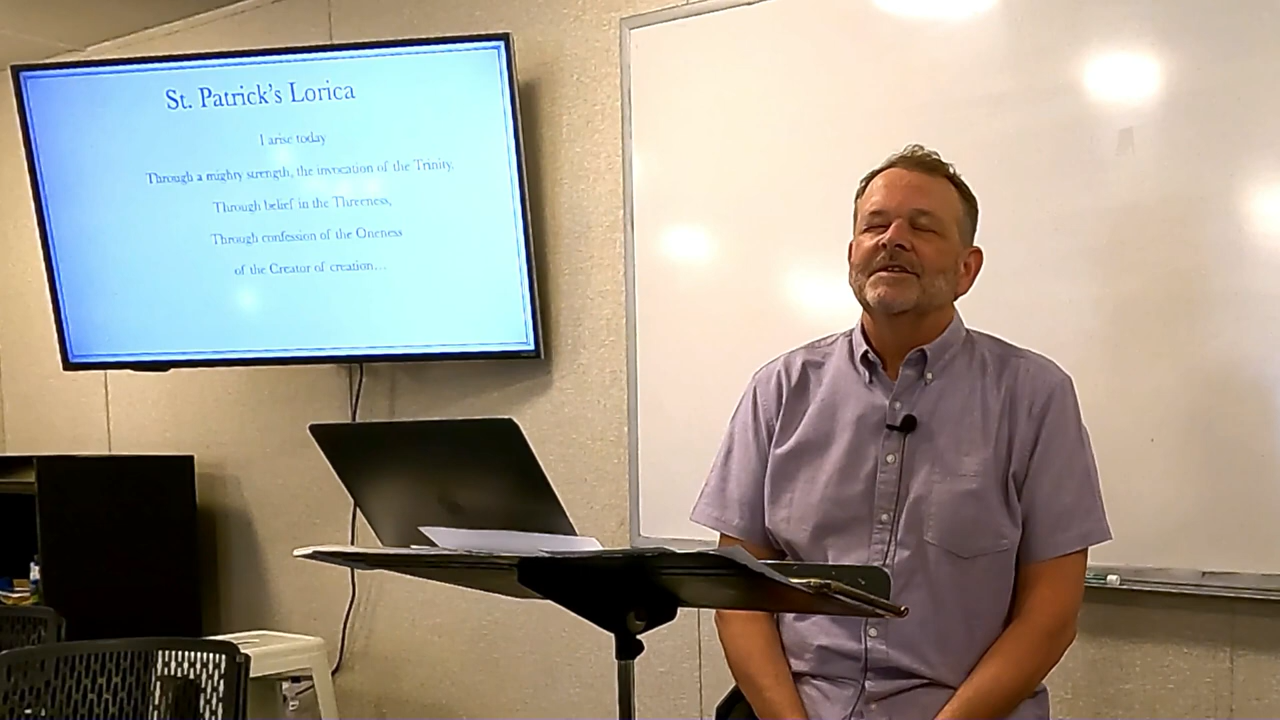 St. Patrick's Lorica
I arise today
Through a mighty strength, the invocation of the Trinity,
Through belief in the Threeness,
Through confession of the Oneness
of the Creator of creation…